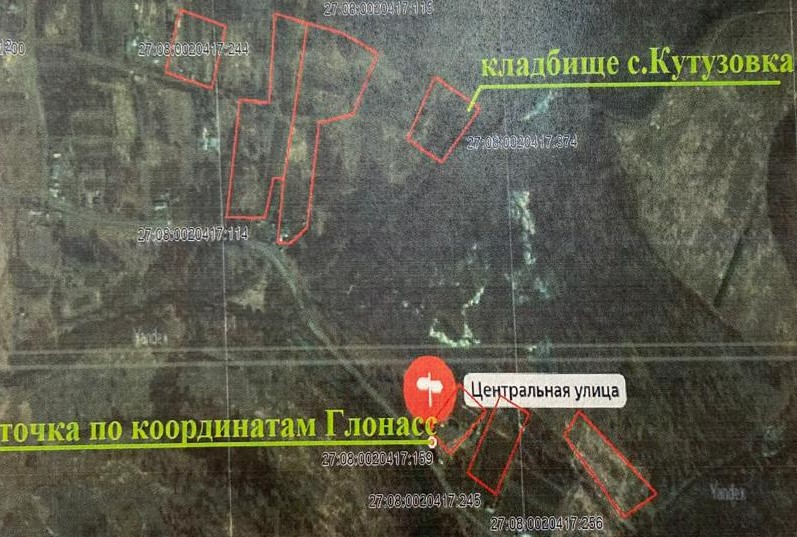 27:08:0020417:118
27:08:0020417:244
кладбище с.Кутузовка
27:08:0020417:374
27:08:0020417:114
Yandex
Центральная улица
точка по координатам Глонасс
27:08:0020417:159
27:08:0020417:245
Yandex
27:08:0020417:256